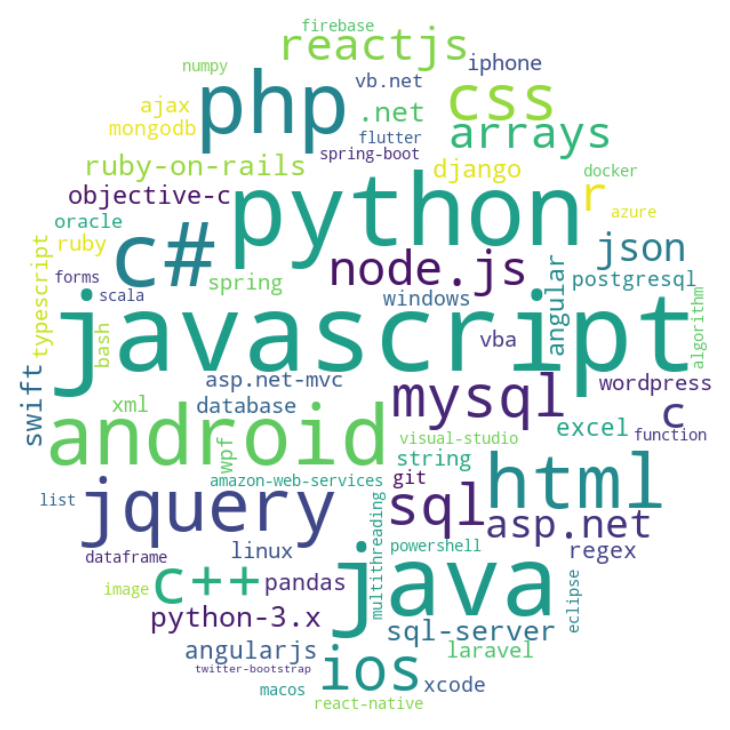 firebase
reactjs
iphone
numpy
vb.net
php
css
ajax
.net
arrays
mongodb
flutter
spring-boot
ruby-on-rails
django
docker
objective-c
python
r
azure
oracle
c#
ruby
node.js
json
typescript
forms
spring
angular
postgresql
scala
windows
javascript
bash
vba
algorithm
asp.net-mvc
wordpress
swift
xml
database
mysql
c
android
excel
function
wpf
visual-studio
string
amazon-web-services
git
html
list
jquery
sql
asp.net
multithreading
dataframe
linux
powershell
regex
image
c++
pandas
java
eclipse
python-3.x
sql-server
angularjs
ios
laravel
twitter-bootstrap
xcode
macos
react-native